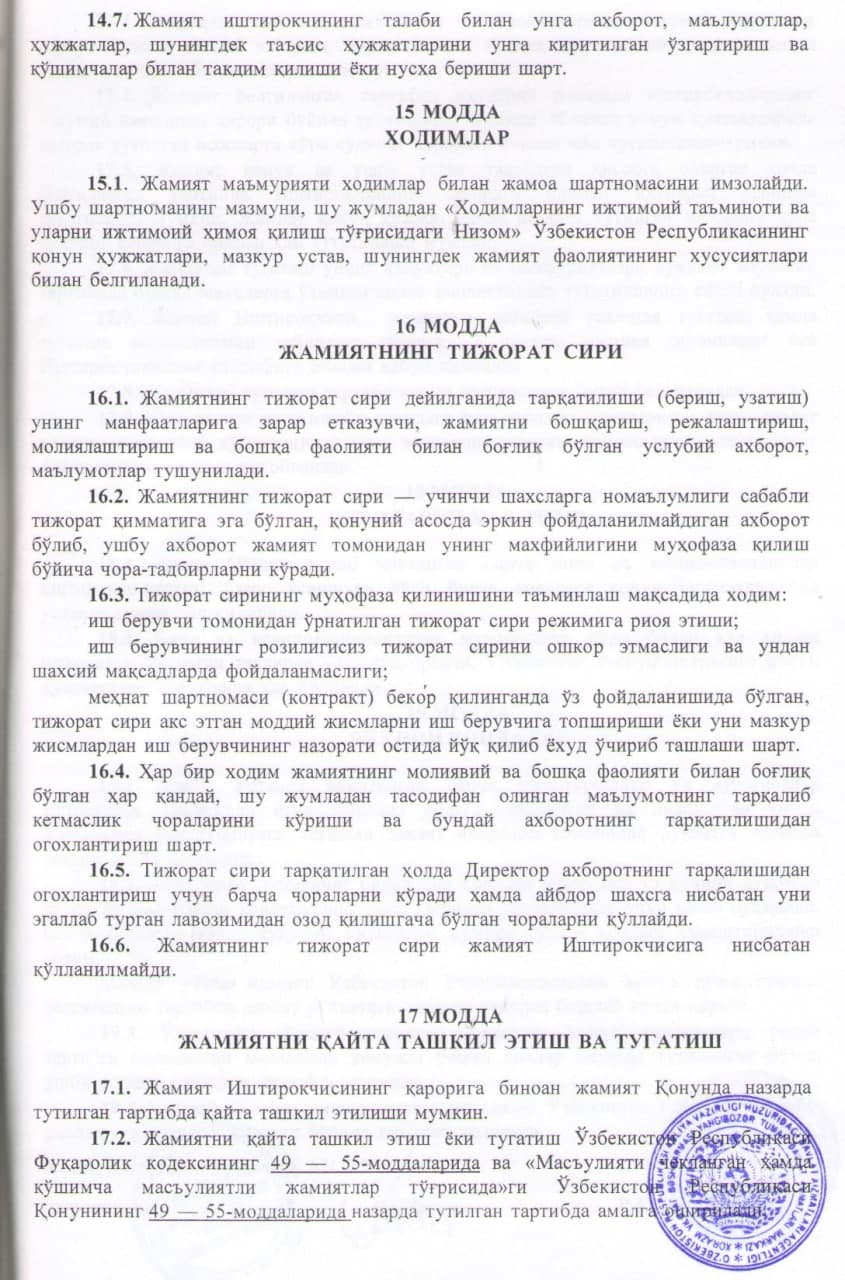 14.7. Жамият иштирокчининг талаби билан унга ахборот, маълумотлар,
ҳужжатлар, шунингдек таъсис ҳужжатларини унга киритилган ўзгартириш ва
қўшимчалар билан такдим қилиши ёки нусха бериши шарт.
15 МОДДА
ХОДИМЛАР
15.1. Жамият маъмурияти ходимлар билан жамоа шартномасини имзолайди.
Ушбу шартноманинг мазмуни, шу жумладан «Ходимларнинг ижтимоий таъминоти ва
уларни ижтимоий ҳимоя қилиш тўғрисидаги Низом» Ўзбекистон Республикасининг
қонун ҳужжатлари, мазкур устав, шунингдек жамият фаолиятининг хусусиятлари
билан белгиланади.
16 МОДДА
ЖАМИЯТНИНГ ТИЖОРАТ СИРИ
16.1. Жамиятнинг тижорат сири дейилганида тарқатилиши (бериш, узатиш)
унинг манфаатларига зарар етказувчи, жамиятни бошқариш, режалаштириш,
молиялаштириш ва бошқа фаолияти билан боғлиқ бўлган услубий ахборот,
маълумотлар тушунилади.
16.2. Жамиятнинг тижорат сири — учинчи шахсларга номаълумлиги сабабли
тижорат қимматига эга бўлган, қонуний асосда эркин фойдаланилмайдиган ахборот
бўлиб, ушбу ахборот жамият томонидан унинг махфийлигини муҳофаза қилиш
бўйича чора-тадбирларни кўради.
16.3. Тижорат сирининг муҳофаза қилинишини таъминлаш мақсадида ходим:
иш берувчи томонидан ўрнатилган тижорат сири режимига риоя этиши;
иш берувчининг розилигисиз тижорат сирини ошкор этмаслиги ва ундан
шахсий мақсадларда фойдаланмаслиги;
меҳнат шартномаси (контракт) бекор қилинганда ўз фойдаланишида бўлган,
тижорат сири акс этган моддий жисмларни иш берувчига топшириши ёки уни мазкур
жисмлардан иш берувчининг назорати остида йўқ қилиб ёхуд ўчириб ташлаши шарт.
16.4. Ҳар бир ходим жамиятнинг молиявий ва бошқа фаолияти билан боғлиқ
бўлган ҳар қандай, шу жумладан тасодифан олинган маълумотнинг тарқалиб
кетмаслик чораларини кўриши ва бундай ахборотнинг тарқатилишидан
огохлантириш шарт.
16.5. Тижорат сири тарқатилган ҳолда Директор ахборотнинг тарқалишидан
огохлантириш учун барча чораларни кўради ҳамда айбдор шахсга нисбатан уни
эгаллаб турган лавозимидан озод қилишгача бўлган чораларни қўллайди.
16.6. Жамиятнинг тижорат сири жамият Иштирокчисига нисбатан
қўлланилмайди.
17 МОДДА
ЖАМИЯТНИ ҚАЙТА ТАШКИЛ ЭТИШ ВА ТУГАТИШ
17.1. Жамият Иштирокчисининг қарорига биноан жамият Қонунда назарда
тутилган тартибда қайта ташкил этилиши мумкин.
17.2. Жамиятни қайта ташкил этиш ёки тугатиш Ўзбекистон Республикаси
Фуқаролик кодексининг 49 — 55-моддаларида ва «Масъулияти чекланган ҳамда
қўшимча масъулиятли жамиятлар тўғрисида»ги Ўзбекистон Республикаси
Қонунининг 49 — 55-моддаларида назарда тутилган тартибда амалга оширилади.